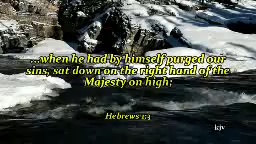 ...when he had by himself purged our
sins, sat down on the right hand of the
Majesty on high;
Hebrews 1:3
kjv